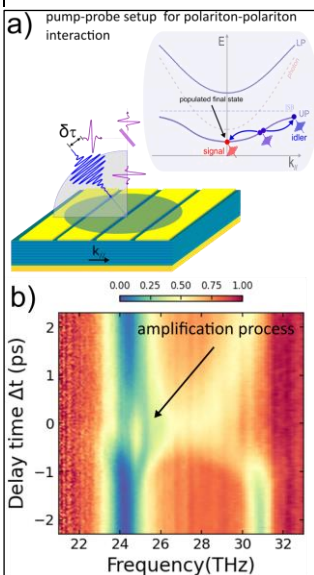 a) pump-probe setup for polariton-polariton
interaction
E
LP
photon
populated final state
ISB
UP
δτ
idler
signal
k//
k//
b)
0.00 0.25 0.50 0.75 1.00
amplification process
Delay time Δt (ps)
2
1
0
−1
−2
22 24 26 28 30 32
Frequency(THz)